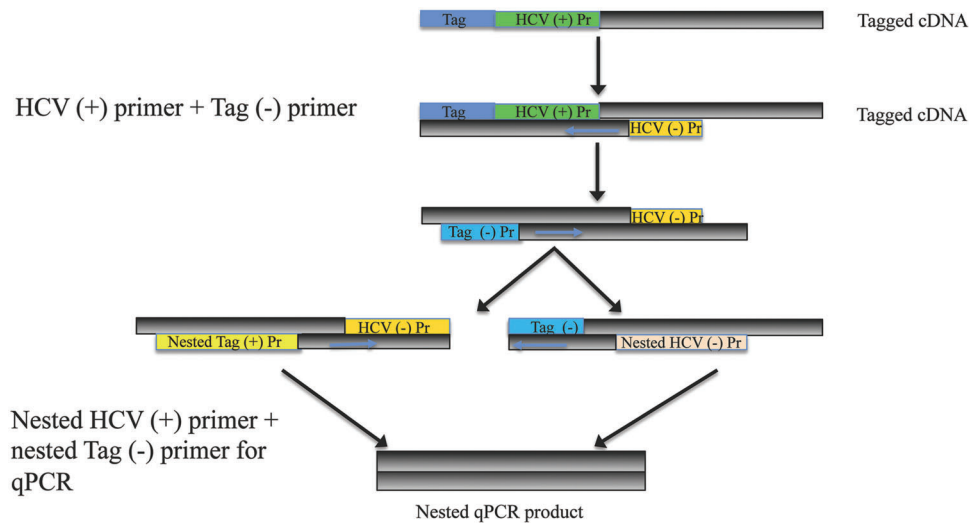 Tag HCV (+) Pr Tagged cDNA
HCV (+) primer + Tag (-) primer
Tag HCV (+) Pr Tagged cDNA
HCV (-) Pr
HCV (-) Pr
Tag (-) Pr
HCV (-) Pr Tag (-)
Nested Tag (+) Pr Nested HCV (-) Pr
Nested HCV (+) primer +
nested Tag (-) primer for
qPCR
Nested qPCR product